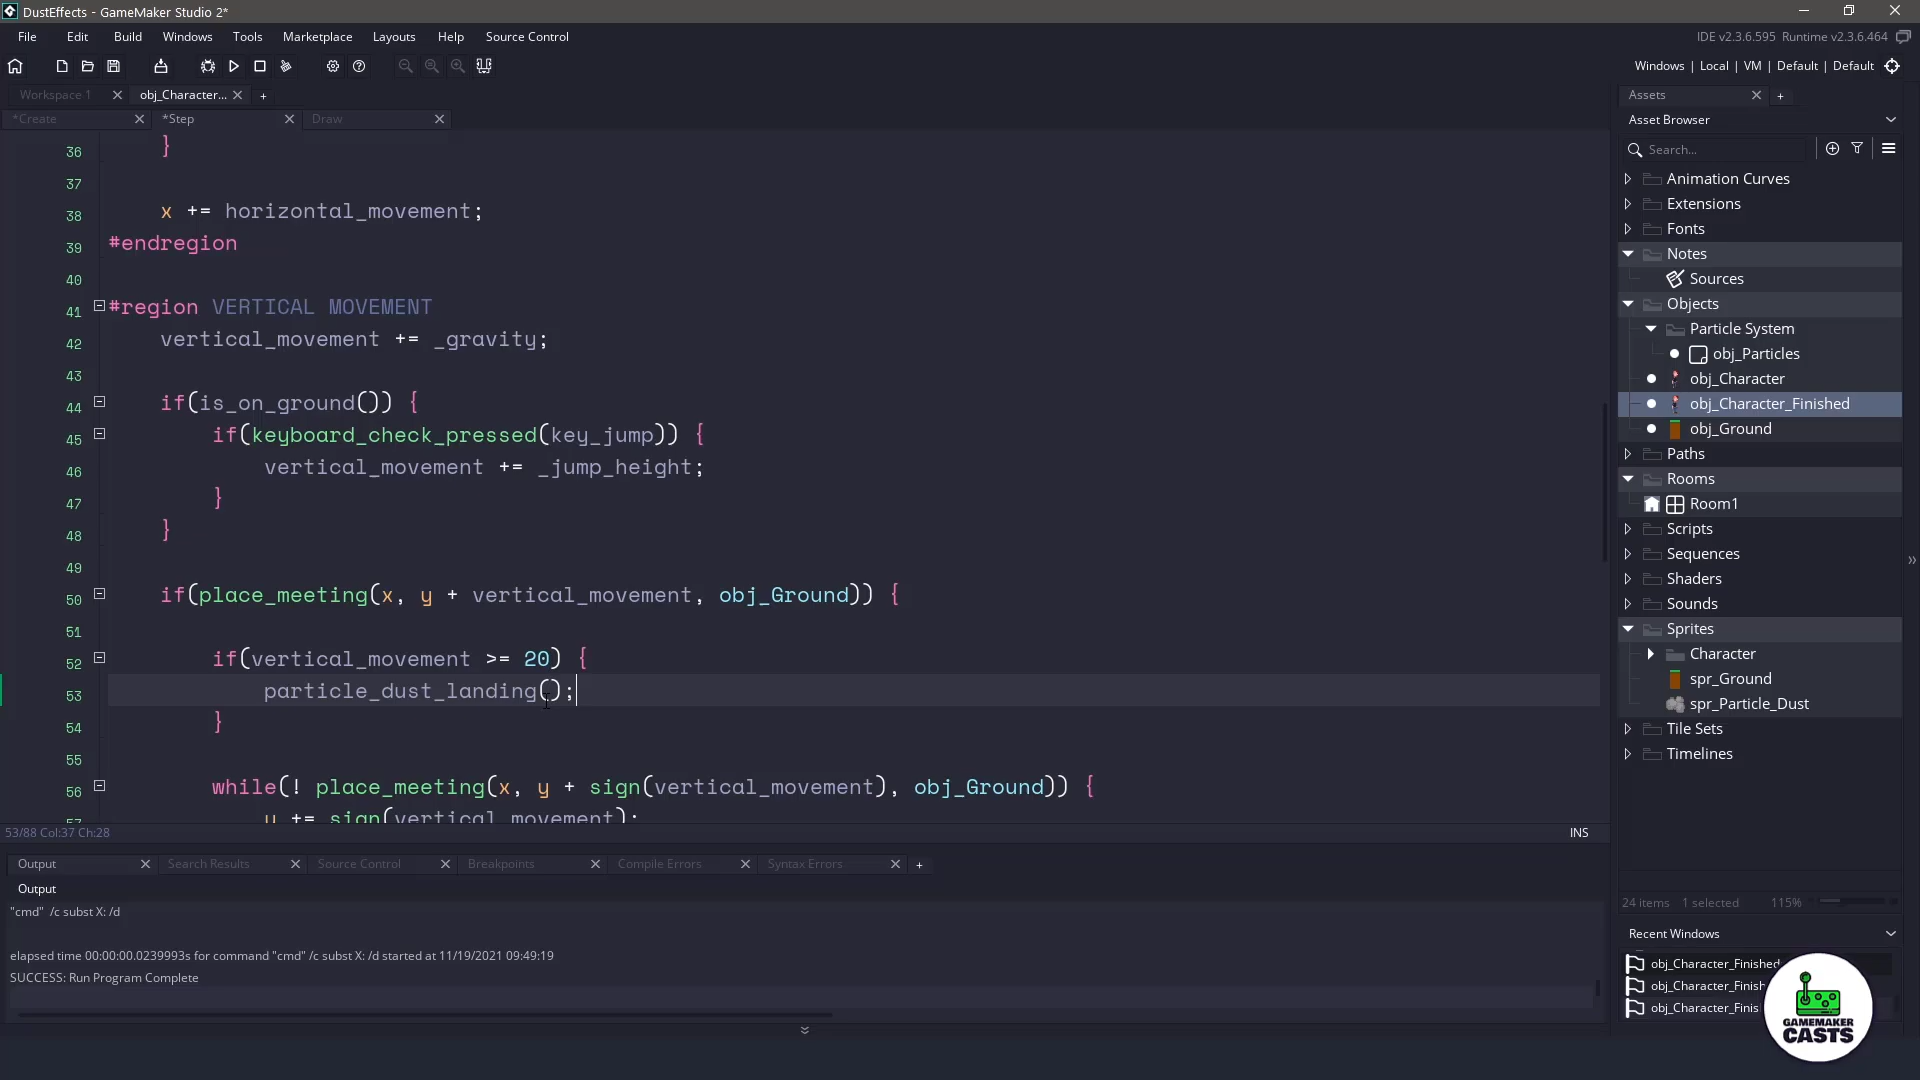 DustEffects - GameMaker Studio 2*
File Edit Build Windows Tools Marketplace Layouts Help Source Control
IDE v2.3.6.595 Runtime v2.3.6.464
Windows | Local | VM | Default | Default
Workspace 1 obj_Character... +
*Create *Step Draw
36 }
37
38 x += horizontal_movement;
39 #endregion
40
41 #region VERTICAL MOVEMENT
42 vertical_movement += _gravity;
43
44 if(is_on_ground()) {
45 if(keyboard_check_pressed(key_jump)) {
46 vertical_movement += _jump_height;
47 }
48 }
49
50 if(place_meeting(x, y + vertical_movement, obj_Ground)) {
51
52 if(vertical_movement >= 20) {
53 particle_dust_landing();
54 }
55
56 while(! place_meeting(x, y + sign(vertical_movement), obj_Ground)) {
57 y += sign(vertical_movement);
53/88 Col:37 Ch:28
INS
Output Search Results Source Control Breakpoints Compile Errors Syntax Errors +
Output
"cmd" /c subst X: /d
elapsed time 00:00:00.0239993s for command "cmd" /c subst X: /d started at 11/19/2021 09:49:19
SUCCESS: Run Program Complete
Assets +
Asset Browser
Search...
Animation Curves
Extensions
Fonts
Notes
Sources
Objects
Particle System
obj_Particles
obj_Character
obj_Character_Finished
obj_Ground
Paths
Rooms
Room1
Scripts
Sequences
Shaders
Sounds
Sprites
Character
spr_Ground
spr_Particle_Dust
Tile Sets
Timelines
24 items 1 selected 115%
Recent Windows
obj_Character_Finished
obj_Character_Finish
obj_Character_Finis
GAMEMAKER
CASTS